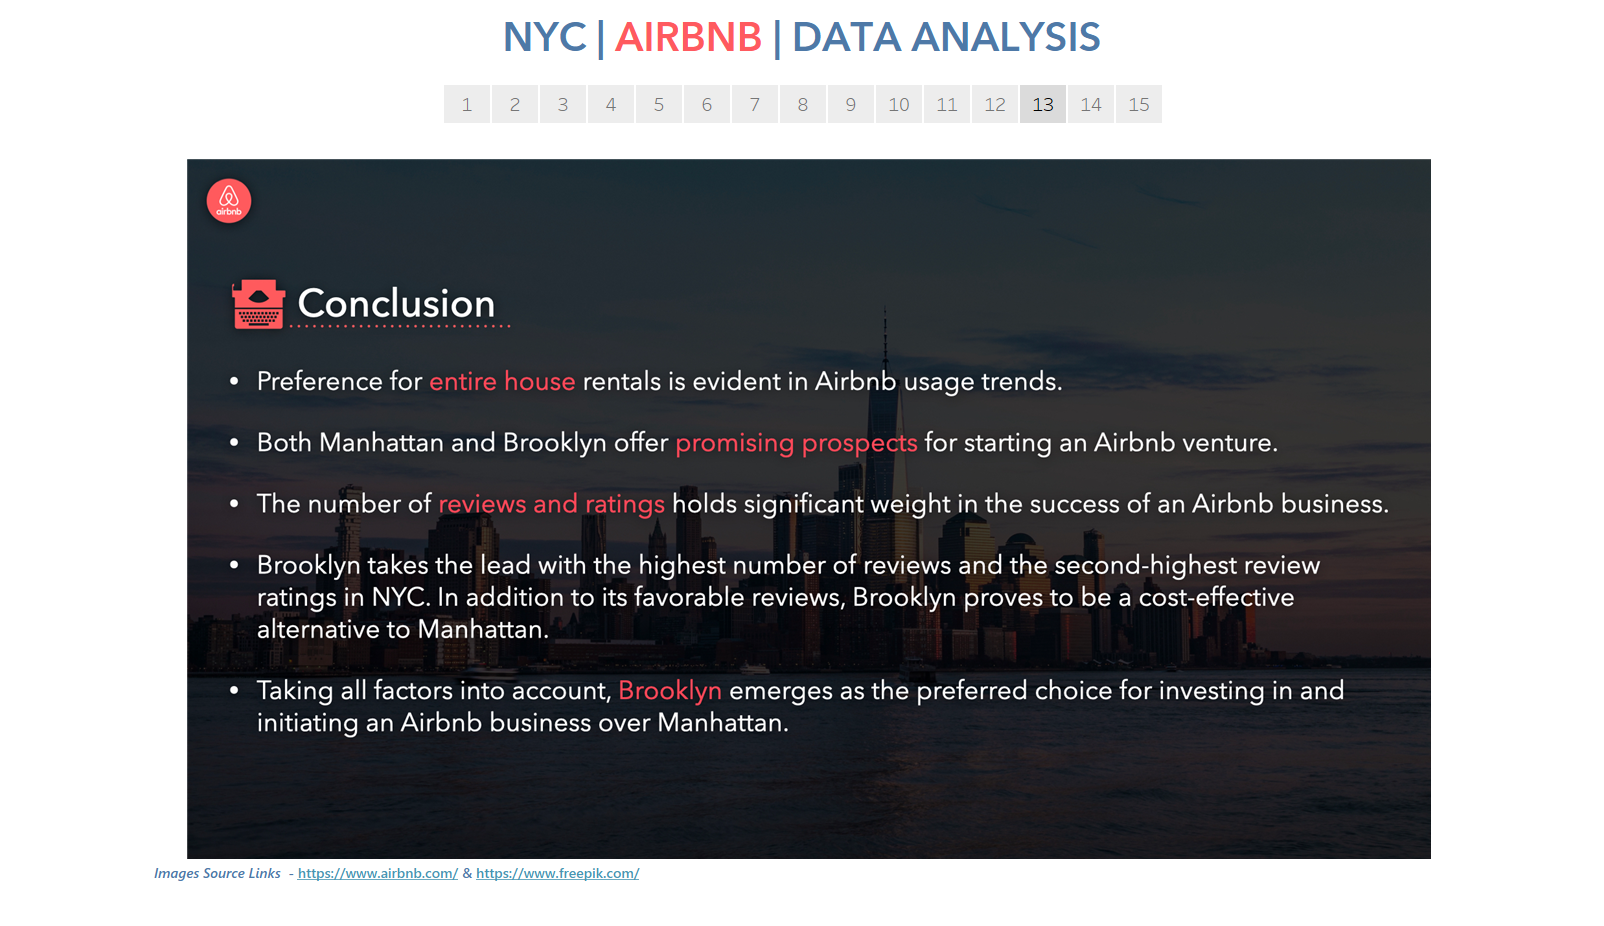 NYC | AIRBNB | DATA ANALYSIS
1 2 3 4 5 6 7 8 9 10 11 12 13 14 15
airbnb
Conclusion
• Preference for entire house rentals is evident in Airbnb usage trends.
• Both Manhattan and Brooklyn offer promising prospects for starting an Airbnb venture.
• The number of reviews and ratings holds significant weight in the success of an Airbnb business.
• Brooklyn takes the lead with the highest number of reviews and the second-highest review
ratings in NYC. In addition to its favorable reviews, Brooklyn proves to be a cost-effective
alternative to Manhattan.
• Taking all factors into account, Brooklyn emerges as the preferred choice for investing in and
initiating an Airbnb business over Manhattan.
Images Source Links - https://www.airbnb.com/ & https://www.freepik.com/